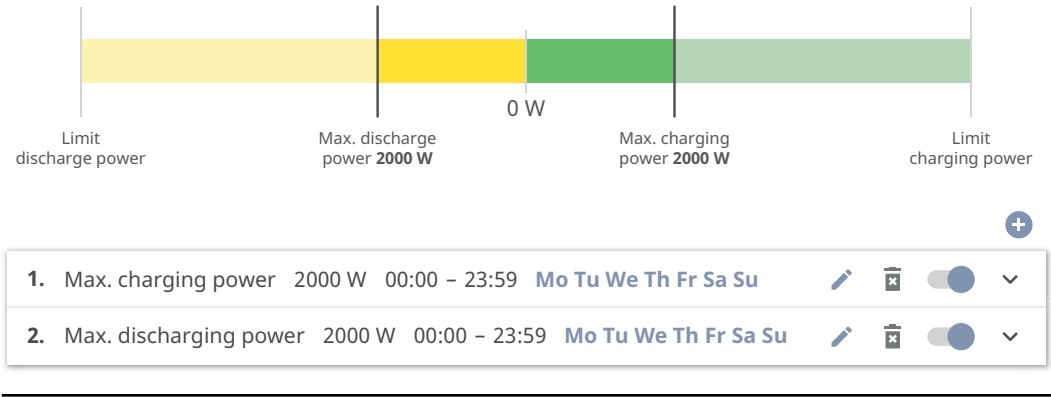 0 W
Limit
discharge power
Max. discharge
power 2000 W
Max. charging
power 2000 W
Limit
charging power
1. Max. charging power 2000 W 00:00 – 23:59 Mo Tu We Th Fr Sa Su
2. Max. discharging power 2000 W 00:00 – 23:59 Mo Tu We Th Fr Sa Su